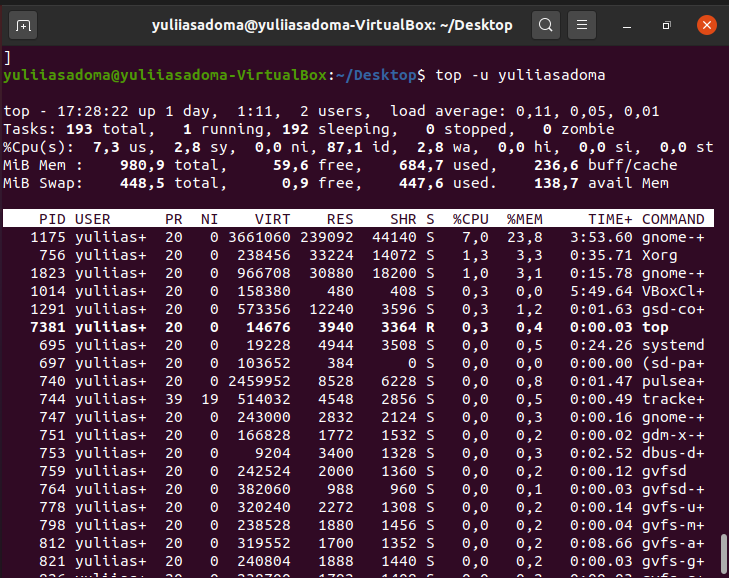 yuliiasadoma@yuliiasadoma-VirtualBox: ~/Desktop
]
yuliiasadoma@yuliiasadoma-VirtualBox:~/Desktop$ top -u yuliiasadoma
top - 17:28:22 up 1 day,  1:11,  2 users,  load average: 0,11, 0,05, 0,01
Tasks: 193 total,   1 running, 192 sleeping,   0 stopped,   0 zombie
%Cpu(s):  7,3 us,  2,8 sy,  0,0 ni, 87,1 id,  2,8 wa,  0,0 hi,  0,0 si,  0,0 st
MiB Mem :    980,9 total,     59,6 free,    684,7 used,    236,6 buff/cache
MiB Swap:    448,5 total,      0,9 free,    447,6 used.    138,7 avail Mem
PID USER      PR  NI    VIRT    RES    SHR S  %CPU  %MEM     TIME+ COMMAND
1175 yuliias+  20   0 3661060 239092  44140 S   7,0  23,8   3:53.60 gnome-+
756 yuliias+  20   0  238456  33224  14072 S   1,3   3,3   0:35.71 Xorg
1823 yuliias+  20   0  966708  30880  18200 S   1,0   3,1   0:15.78 gnome-+
1014 yuliias+  20   0  158380    480    408 S   0,3   0,0   5:49.64 VBoxCl+
1291 yuliias+  20   0  573356  12240   3596 S   0,3   1,2   0:01.63 gsd-co+
7381 yuliias+  20   0   14676   3940   3364 R   0,3   0,4   0:00.03 top
695 yuliias+  20   0   19228   4944   3508 S   0,0   0,5   0:24.26 systemd
697 yuliias+  20   0  103652    384      0 S   0,0   0,0   0:00.00 (sd-pa+
740 yuliias+  20   0 2459952   8528   6228 S   0,0   0,8   0:01.47 pulsea+
744 yuliias+  39  19  514032   4548   2856 S   0,0   0,5   0:00.49 tracke+
747 yuliias+  20   0  243000   2832   2124 S   0,0   0,3   0:00.16 gnome-+
751 yuliias+  20   0  166828   1772   1532 S   0,0   0,2   0:00.02 gdm-x-+
753 yuliias+  20   0    9204   3400   1328 S   0,0   0,3   0:02.52 dbus-d+
759 yuliias+  20   0  242524   2000   1360 S   0,0   0,2   0:00.12 gvfsd
764 yuliias+  20   0  382060    988    960 S   0,0   0,1   0:00.03 gvfsd-+
778 yuliias+  20   0  320240   2272   1308 S   0,0   0,2   0:00.14 gvfs-u+
798 yuliias+  20   0  238528   1880   1456 S   0,0   0,2   0:00.04 gvfs-m+
812 yuliias+  20   0  319552   1700   1352 S   0,0   0,2   0:08.66 gvfs-a+
821 yuliias+  20   0  240804   1888   1440 S   0,0   0,2   0:00.03 gvfs-g+